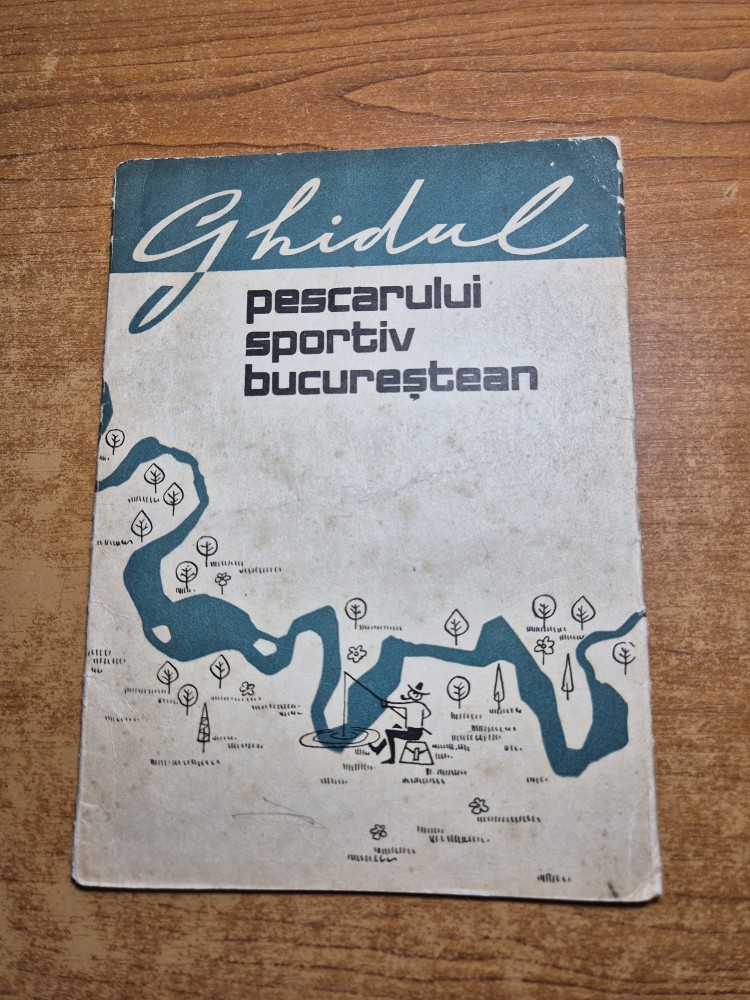 Ghidul
pescarului
sportiv
bucureștean